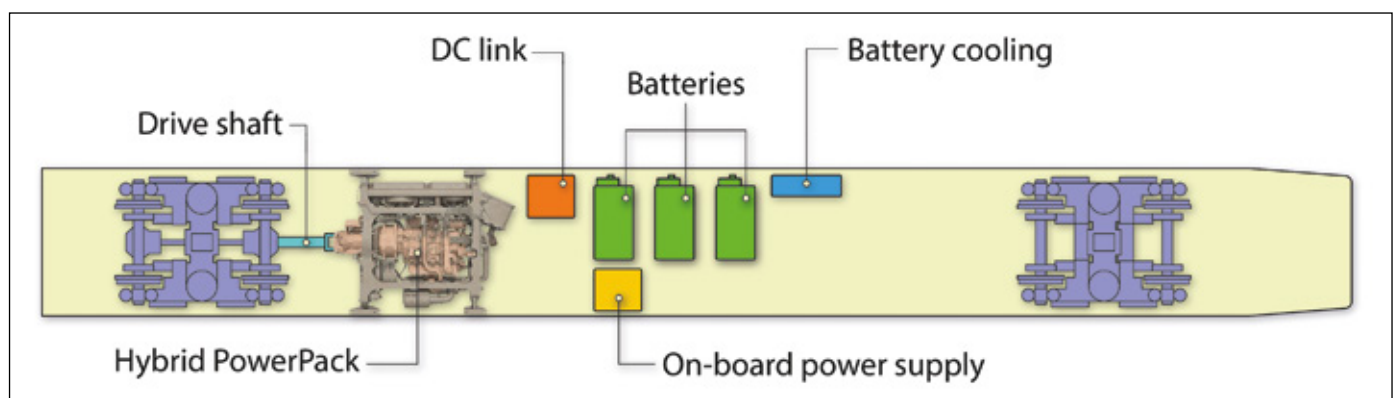 DC link
Battery cooling
Batteries
Drive shaft
Hybrid PowerPack
On-board power supply